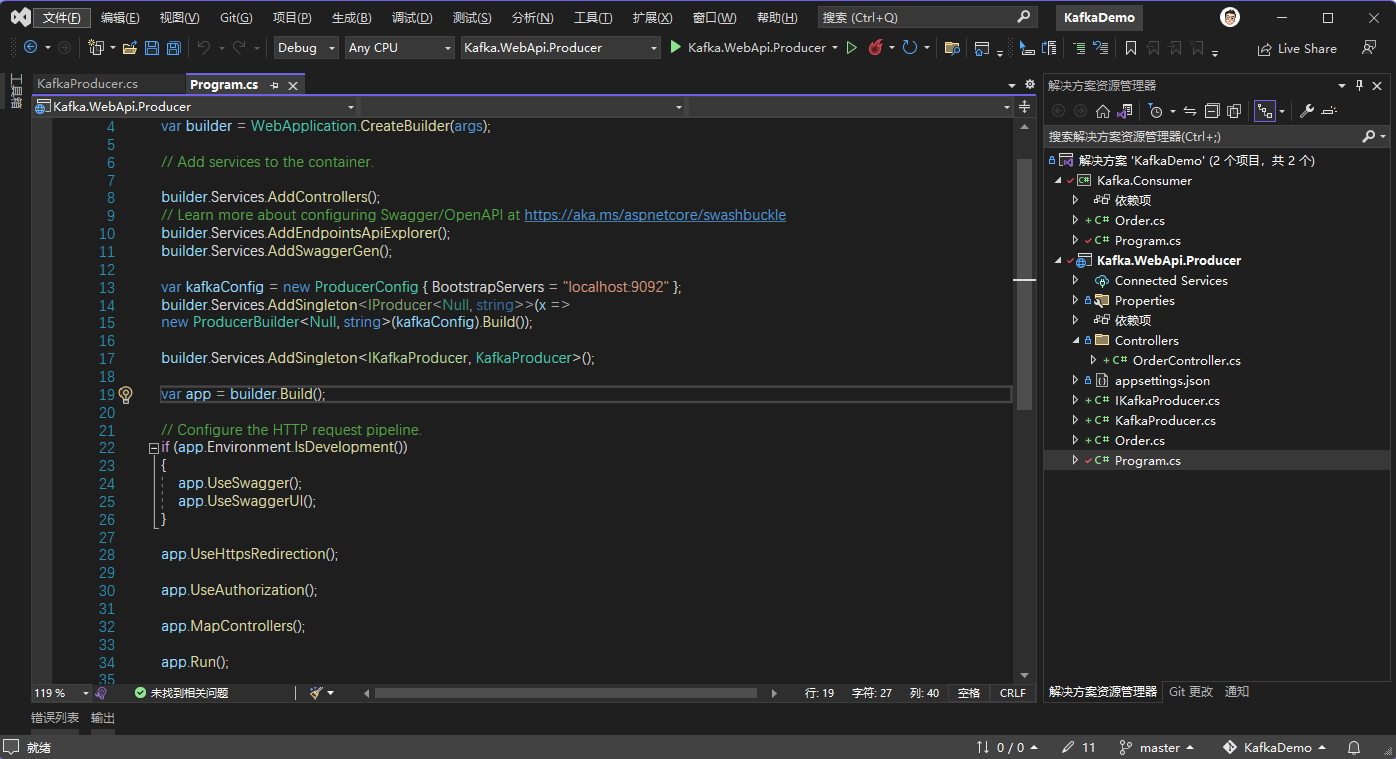 文件(F) 编辑(E) 视图(V) Git(G) 项目(P) 生成(B) 调试(D) 测试(S) 分析(N) 工具(T) 扩展(X) 窗口(W) 帮助(H) 搜索 (Ctrl+Q) KafkaDemo
Debug Any CPU Kafka.WebApi.Producer Kafka.WebApi.Producer Live Share
工具箱
KafkaProducer.cs Program.cs
Kafka.WebApi.Producer
4 var builder = WebApplication.CreateBuilder(args);
5
6 // Add services to the container.
7
8 builder.Services.AddControllers();
9 // Learn more about configuring Swagger/OpenAPI at https://aka.ms/aspnetcore/swashbuckle
10 builder.Services.AddEndpointsApiExplorer();
11 builder.Services.AddSwaggerGen();
12
13 var kafkaConfig = new ProducerConfig { BootstrapServers = "localhost:9092" };
14 builder.Services.AddSingleton<IProducer<Null, string>>(x =>
15 new ProducerBuilder<Null, string>(kafkaConfig).Build());
16
17 builder.Services.AddSingleton<IKafkaProducer, KafkaProducer>();
18
19 var app = builder.Build();
20
21 // Configure the HTTP request pipeline.
22 if (app.Environment.IsDevelopment())
23 {
24 app.UseSwagger();
25 app.UseSwaggerUI();
26 }
27
28 app.UseHttpsRedirection();
29
30 app.UseAuthorization();
31
32 app.MapControllers();
33
34 app.Run();
35
119 % 未找到相关问题 行: 19 字符: 27 列: 40 空格 CRLF
错误列表 输出
解决方案资源管理器
搜索解决方案资源管理器(Ctrl+;)
解决方案 'KafkaDemo' (2 个项目，共 2 个)
Kafka.Consumer
依赖项
C# Order.cs
C# Program.cs
Kafka.WebApi.Producer
Connected Services
Properties
依赖项
Controllers
C# OrderController.cs
appsettings.json
C# IKafkaProducer.cs
C# KafkaProducer.cs
C# Order.cs
C# Program.cs
解决方案资源管理器 Git 更改 通知
就绪 0 / 0 11 master KafkaDemo